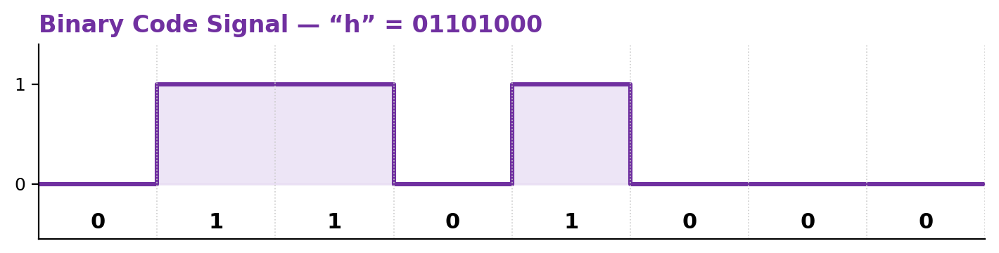 Binary Code Signal — “h” = 01101000
1
0
0 1 1 0 1 0 0 0